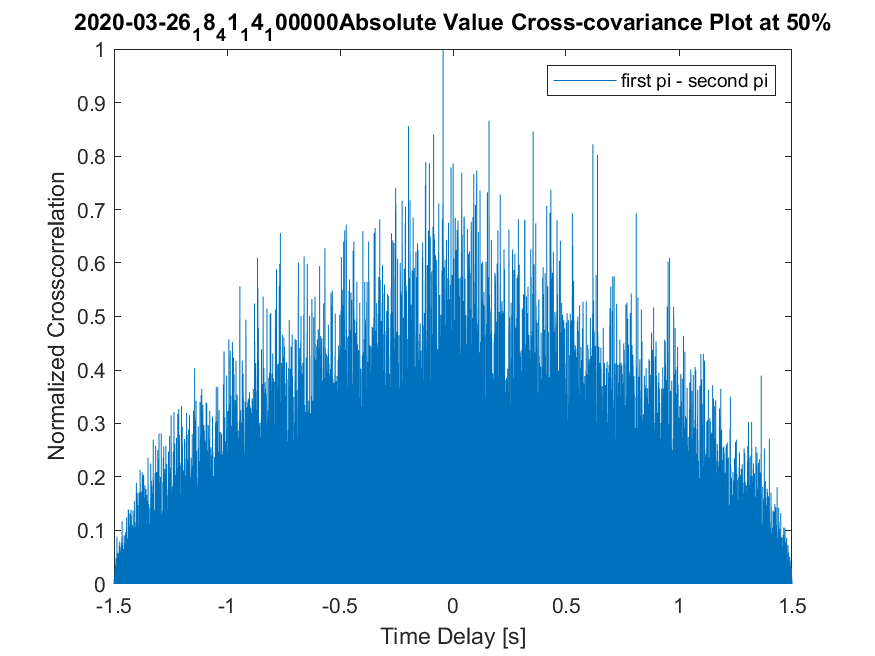 2020-03-26₁8₄1₁4₁00000Absolute Value Cross-covariance Plot at 50%
first pi - second pi
1
0.9
0.8
0.7
0.6
0.5
0.4
0.3
0.2
0.1
0
Normalized Crosscorrelation
-1.5 -1 -0.5 0 0.5 1 1.5
Time Delay [s]